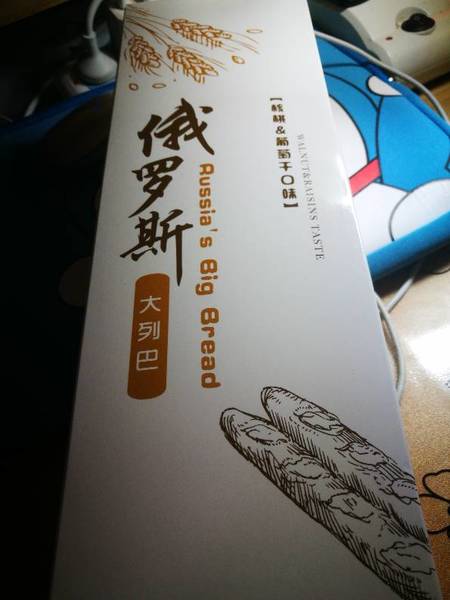 俄罗斯
大列巴
Russia's Big Bread
【核桃&葡萄干口味】
WALNUT&RAISINS TASTE